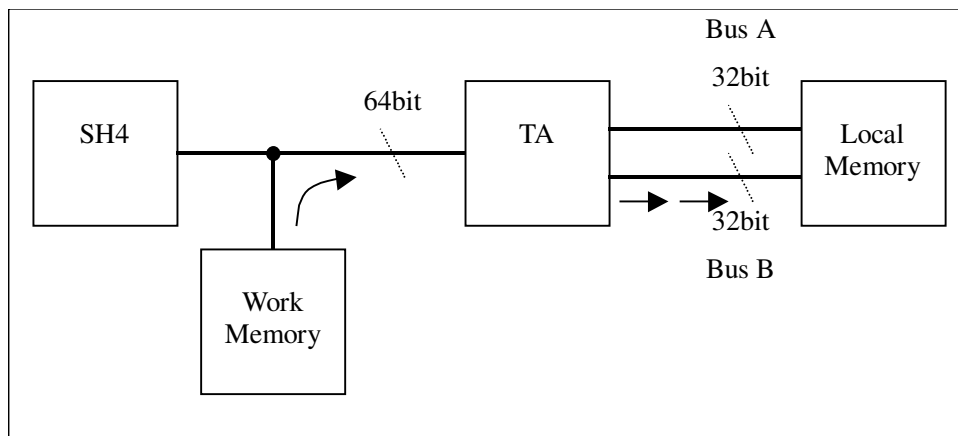 Bus A
32bit
64bit
SH4
TA
Local
Memory
32bit
Bus B
Work
Memory